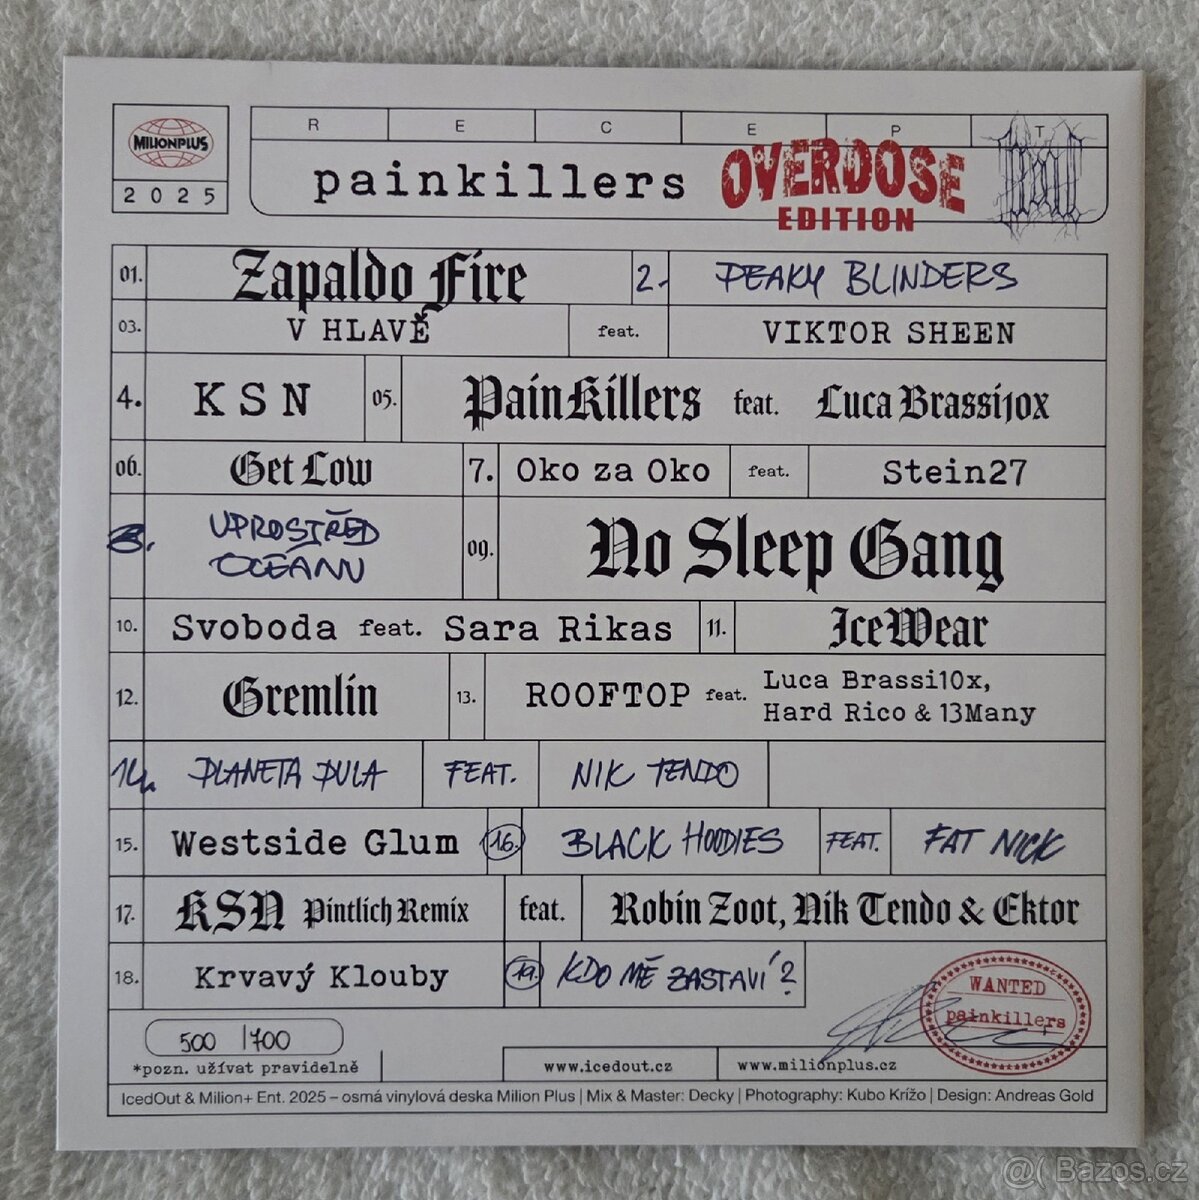 MILIONPLUS
2025
R E C E P T
painkillers OVERDOSE
EDITION
01. Zapaldo Fire 2. PEAKY BLINDERS
03. V HLAVĚ feat. VIKTOR SHEEN
4. KSN 05. PainKillers feat. Luca Brassi10x
06. Get Low 7. Oko za Oko feat. Stein27
8. UPROSTŘED
OCEÁNU
09. No Sleep Gang
10. Svoboda feat. Sara Rikas 11. IceWear
12. Gremlin 13. ROOFTOP feat. Luca Brassi10x,
Hard Rico & 13Many
14. PLANETA PULA FEAT. NIK TENDO
15. Westside Glum 16. BLACK HOODIES FEAT. FAT NICK
17. KSN Pintlich Remix feat. Robin Zoot, Nik Tendo & Ektor
18. Krvavý Klouby 19. KDO MĚ ZASTAVÍ?
WANTED
painkillers
500 /700
*pozn. užívat pravidelně
www.icedout.cz www.milionplus.cz
IcedOut & Milion+ Ent. 2025 – osmá vinylová deska Milion Plus | Mix & Master: Decky | Photography: Kubo Krížo | Design: Andreas Gold
@( Bazos.cz